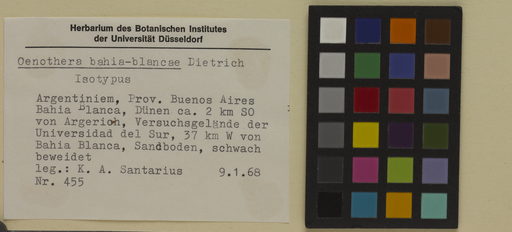 Herbarium des Botanischen Institutes
der Universität Düsseldorf
Oenothera bahia-blancae Dietrich
Isotypus
Argentiniem, Prov. Buenos Aires
Bahia Blanca, Dünen ca. 2 km SO
von Argerich, Versuchsgelände der
Universidad del Sur, 37 km W von
Bahia Blanca, Sandboden, schwach
beweidet
leg.: K. A. Santarius 9.1.68
Nr. 455